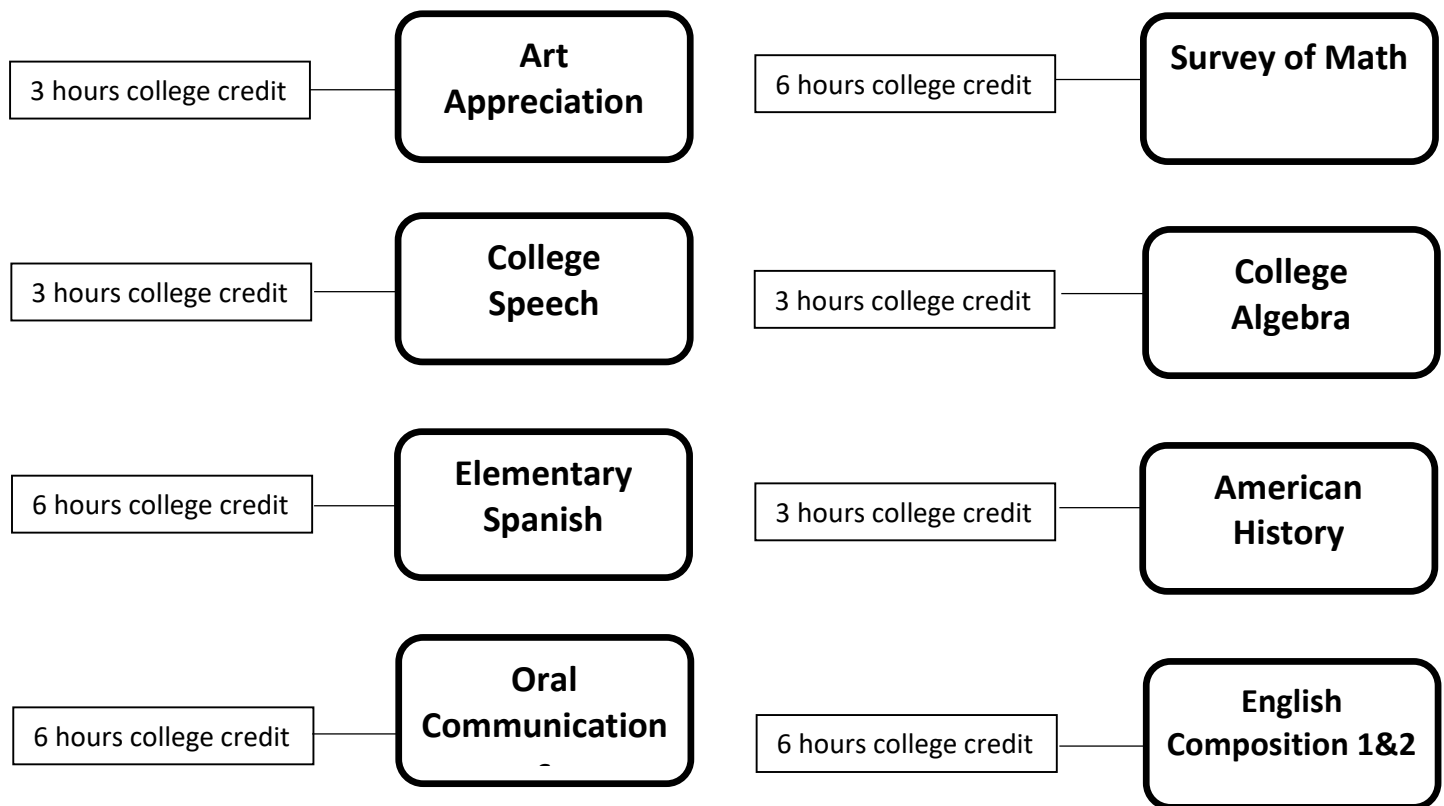 3 hours college credit
Art
Appreciation
6 hours college credit
Survey of Math
3 hours college credit
College
Speech
3 hours college credit
College
Algebra
6 hours college credit
Elementary
Spanish
3 hours college credit
American
History
6 hours college credit
Oral
Communication
6 hours college credit
English
Composition 1&2